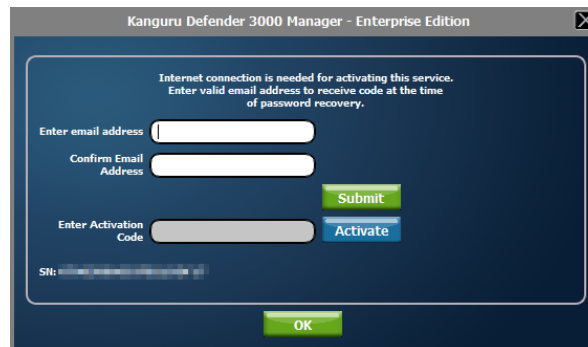 Kanguru Defender 3000 Manager - Enterprise Edition
Internet connection is needed for activating this service.
Enter valid email address to receive code at the time
of password recovery.
Enter email address
Confirm Email
Address
Submit
Enter Activation
Code
Activate
SN:
OK